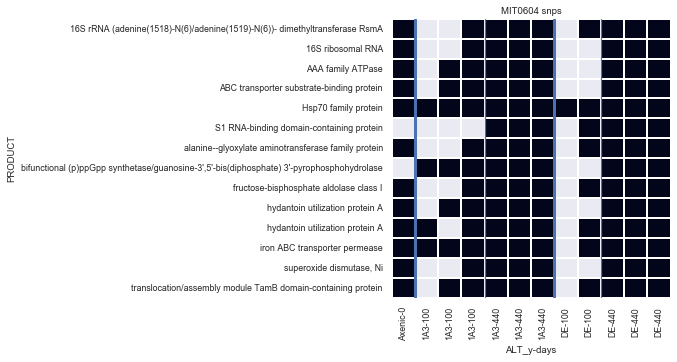 MIT0604 snps
16S rRNA (adenine(1518)-N(6)/adenine(1519)-N(6))- dimethyltransferase RsmA
16S ribosomal RNA
AAA family ATPase
ABC transporter substrate-binding protein
Hsp70 family protein
S1 RNA-binding domain-containing protein
alanine--glyoxylate aminotransferase family protein
bifunctional (p)ppGpp synthetase/guanosine-3',5'-bis(diphosphate) 3'-pyrophosphohydrolase
fructose-bisphosphate aldolase class I
hydantoin utilization protein A
hydantoin utilization protein A
iron ABC transporter permease
superoxide dismutase, Ni
translocation/assembly module TamB domain-containing protein
PRODUCT
Axenic-0
1A3-100
1A3-100
1A3-100
1A3-440
1A3-440
1A3-440
DE-100
DE-100
DE-440
DE-440
DE-440
ALT_y-days